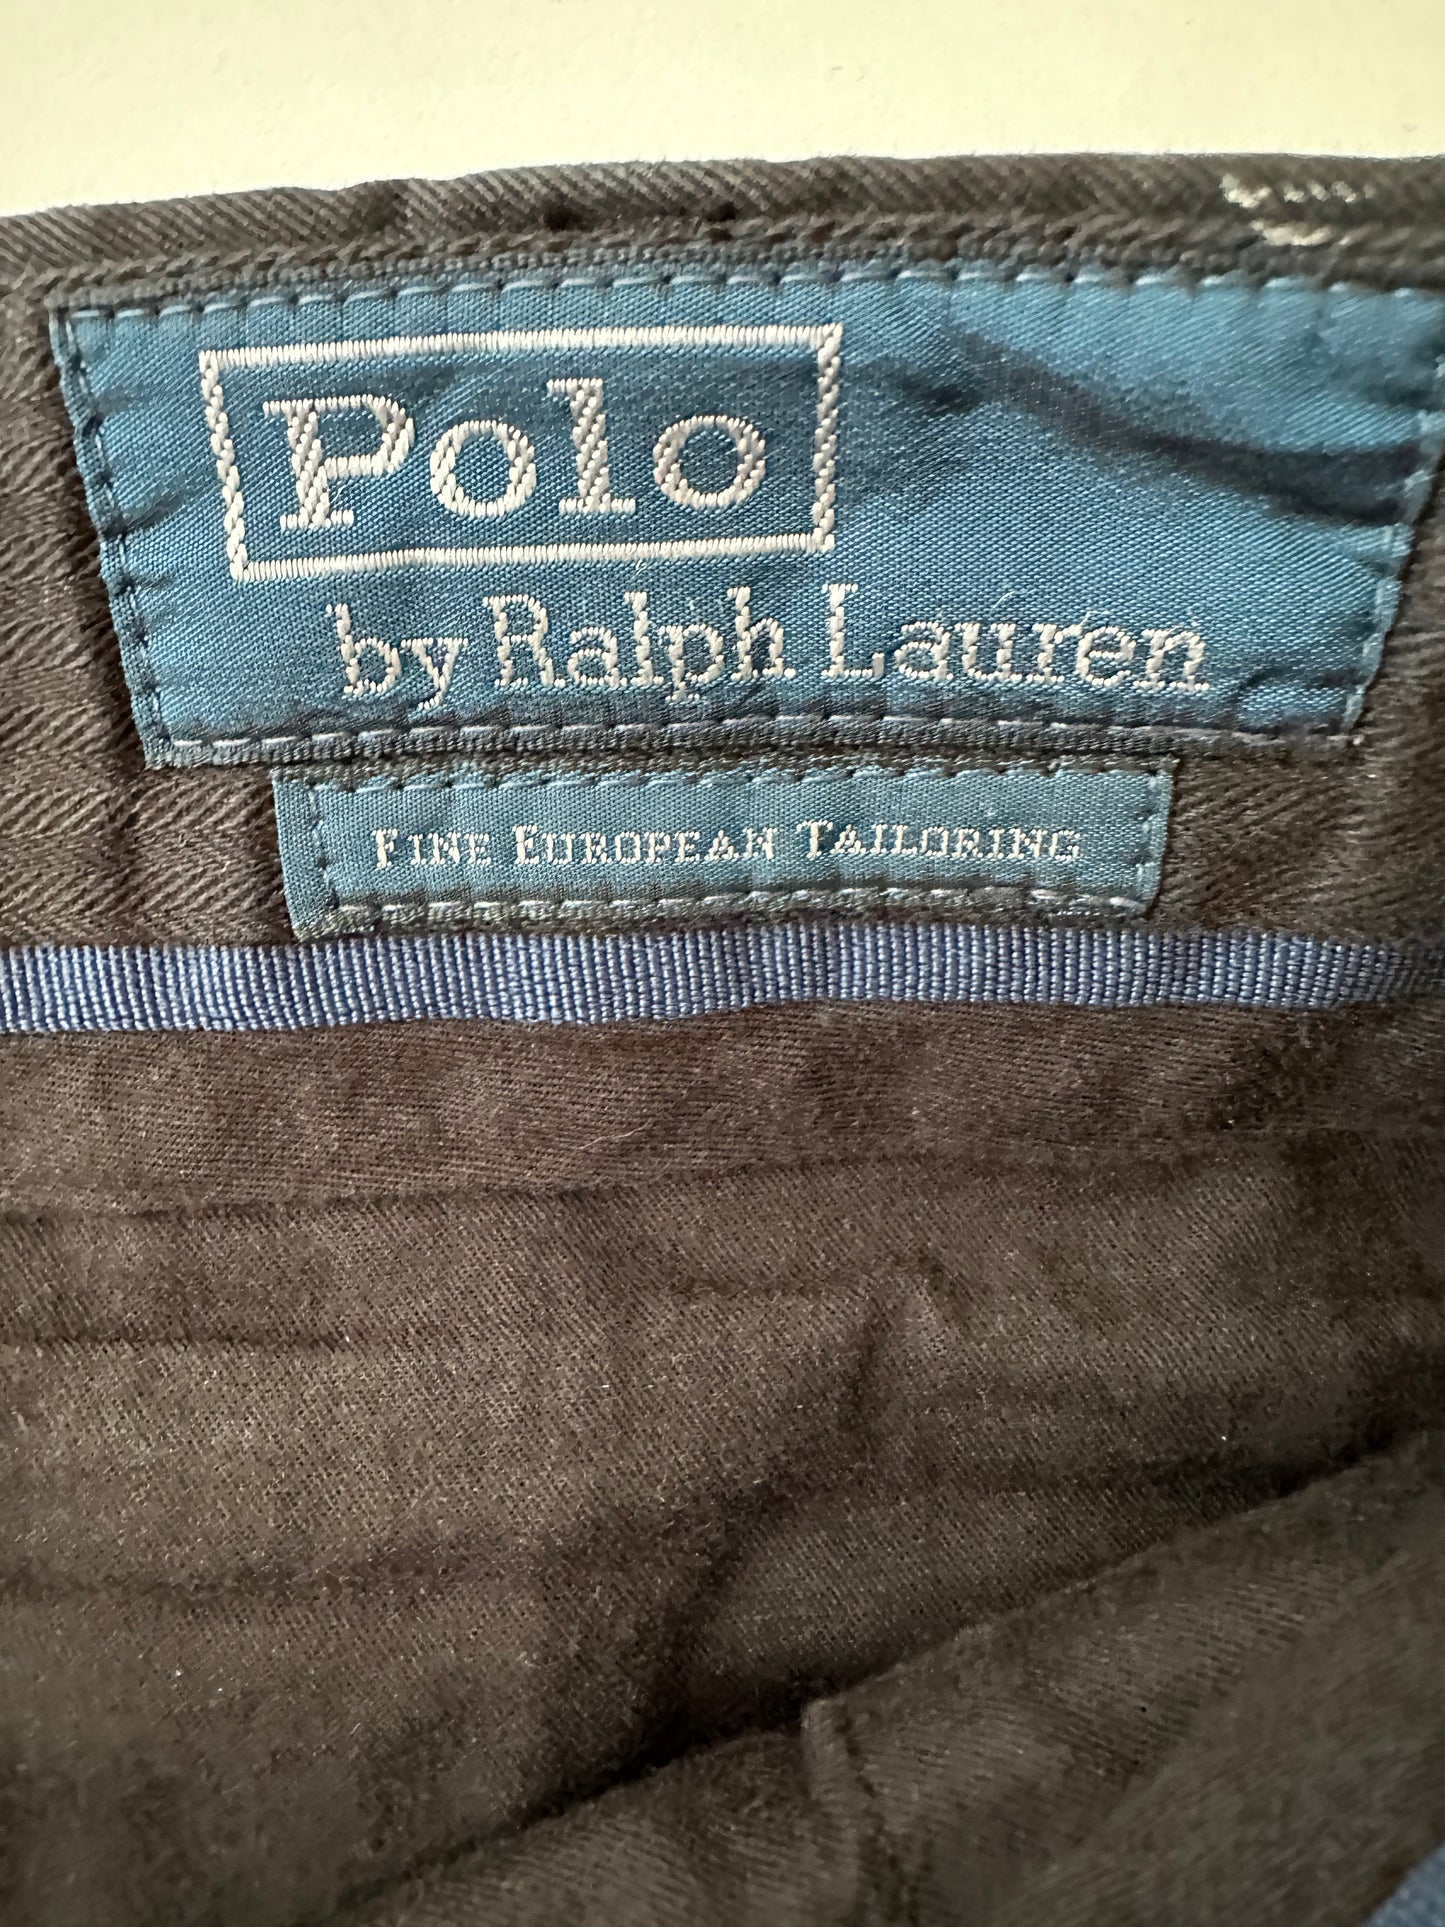 Polo
by Ralph Lauren
FINE EUROPEAN TAILORING